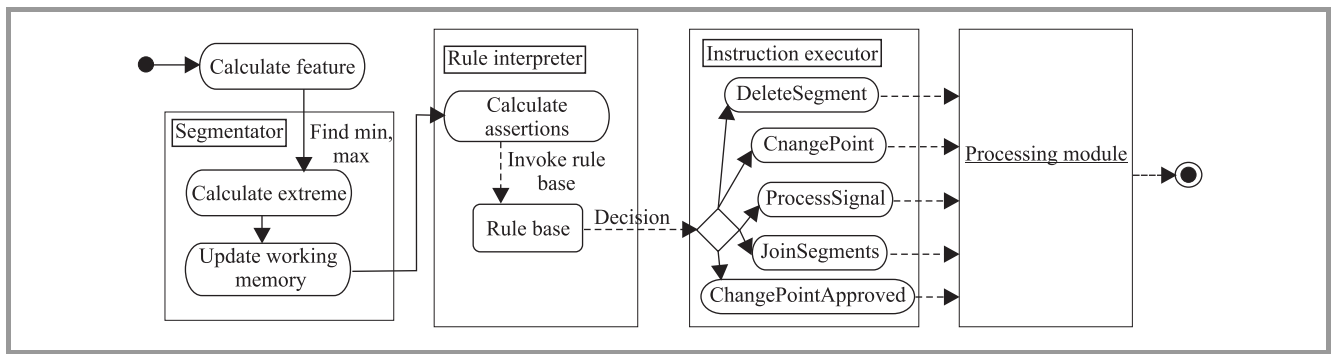 Calculate feature
Segmentator
Find min,
max
Calculate extreme
Update working
memory
Rule interpreter
Calculate
assertions
Invoke rule
base
Rule base
Decision
Instruction executor
DeleteSegment
CnangePoint
ProcessSignal
JoinSegments
ChangePointApproved
Processing module